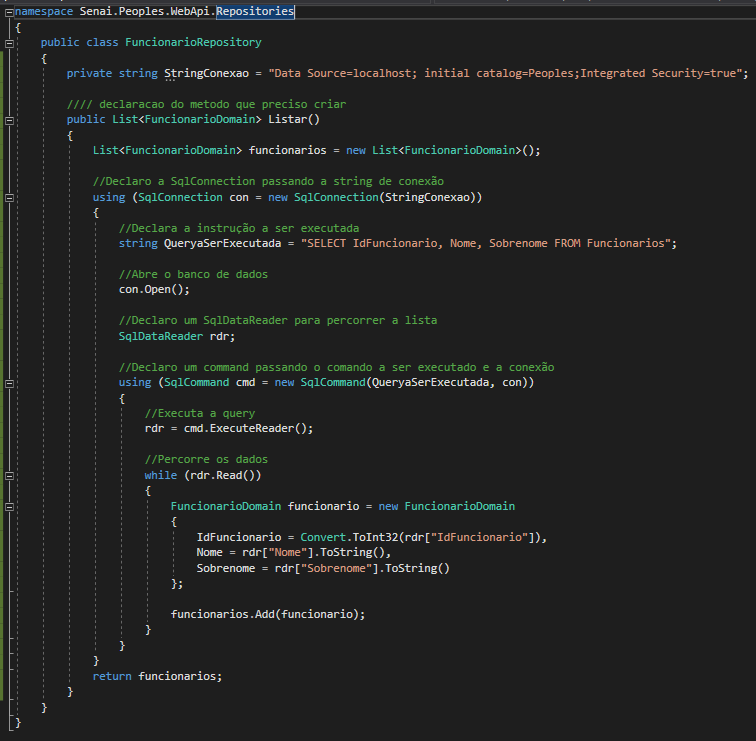 namespace Senai.Peoples.WebApi.Repositories
{
public class FuncionarioRepository
{
private string StringConexao = "Data Source=localhost; initial catalog=Peoples;Integrated Security=true";
//// declaracao do metodo que preciso criar
public List<FuncionarioDomain> Listar()
{
List<FuncionarioDomain> funcionarios = new List<FuncionarioDomain>();
//Declaro a SqlConnection passando a string de conexão
using (SqlConnection con = new SqlConnection(StringConexao))
{
//Declara a instrução a ser executada
string QueryaSerExecutada = "SELECT IdFuncionario, Nome, Sobrenome FROM Funcionarios";
//Abre o banco de dados
con.Open();
//Declaro um SqlDataReader para percorrer a lista
SqlDataReader rdr;
//Declaro um command passando o comando a ser executado e a conexão
using (SqlCommand cmd = new SqlCommand(QueryaSerExecutada, con))
{
//Executa a query
rdr = cmd.ExecuteReader();
//Percorre os dados
while (rdr.Read())
{
FuncionarioDomain funcionario = new FuncionarioDomain
{
IdFuncionario = Convert.ToInt32(rdr["IdFuncionario"]),
Nome = rdr["Nome"].ToString(),
Sobrenome = rdr["Sobrenome"].ToString()
};
funcionarios.Add(funcionario);
}
}
}
return funcionarios;
}
}
}